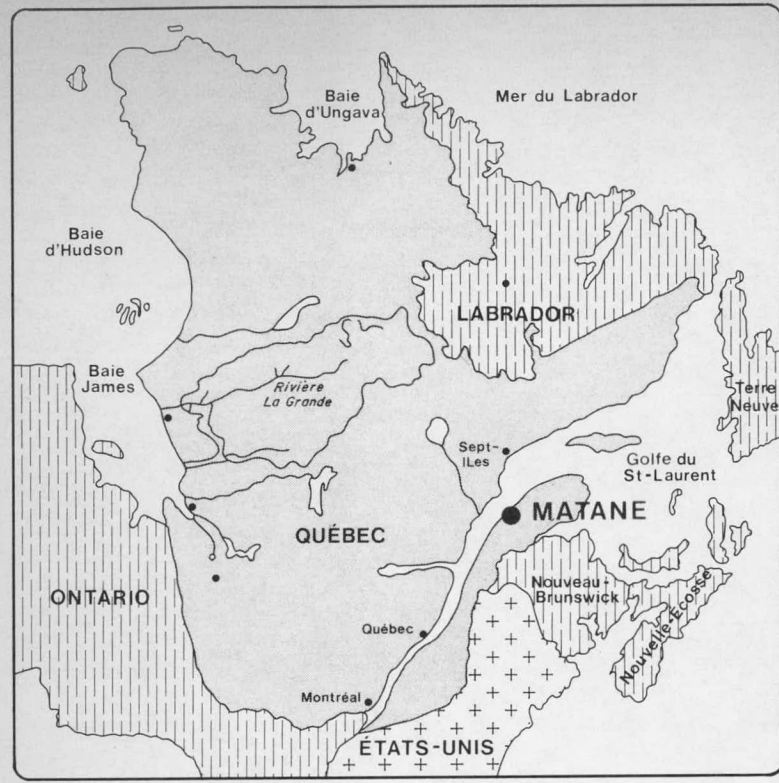 Baie
d'Ungava
Mer du Labrador
Baie
d'Hudson
LABRADOR
Baie
James
Rivière
La Grande
Terre
Neuve
Sept-
ILes
Golfe du
St-Laurent
MATANE
QUÉBEC
ONTARIO
Nouveau-
Brunswick
Nouvelle-Ecosse
Québec
Montréal
ÉTATS-UNIS